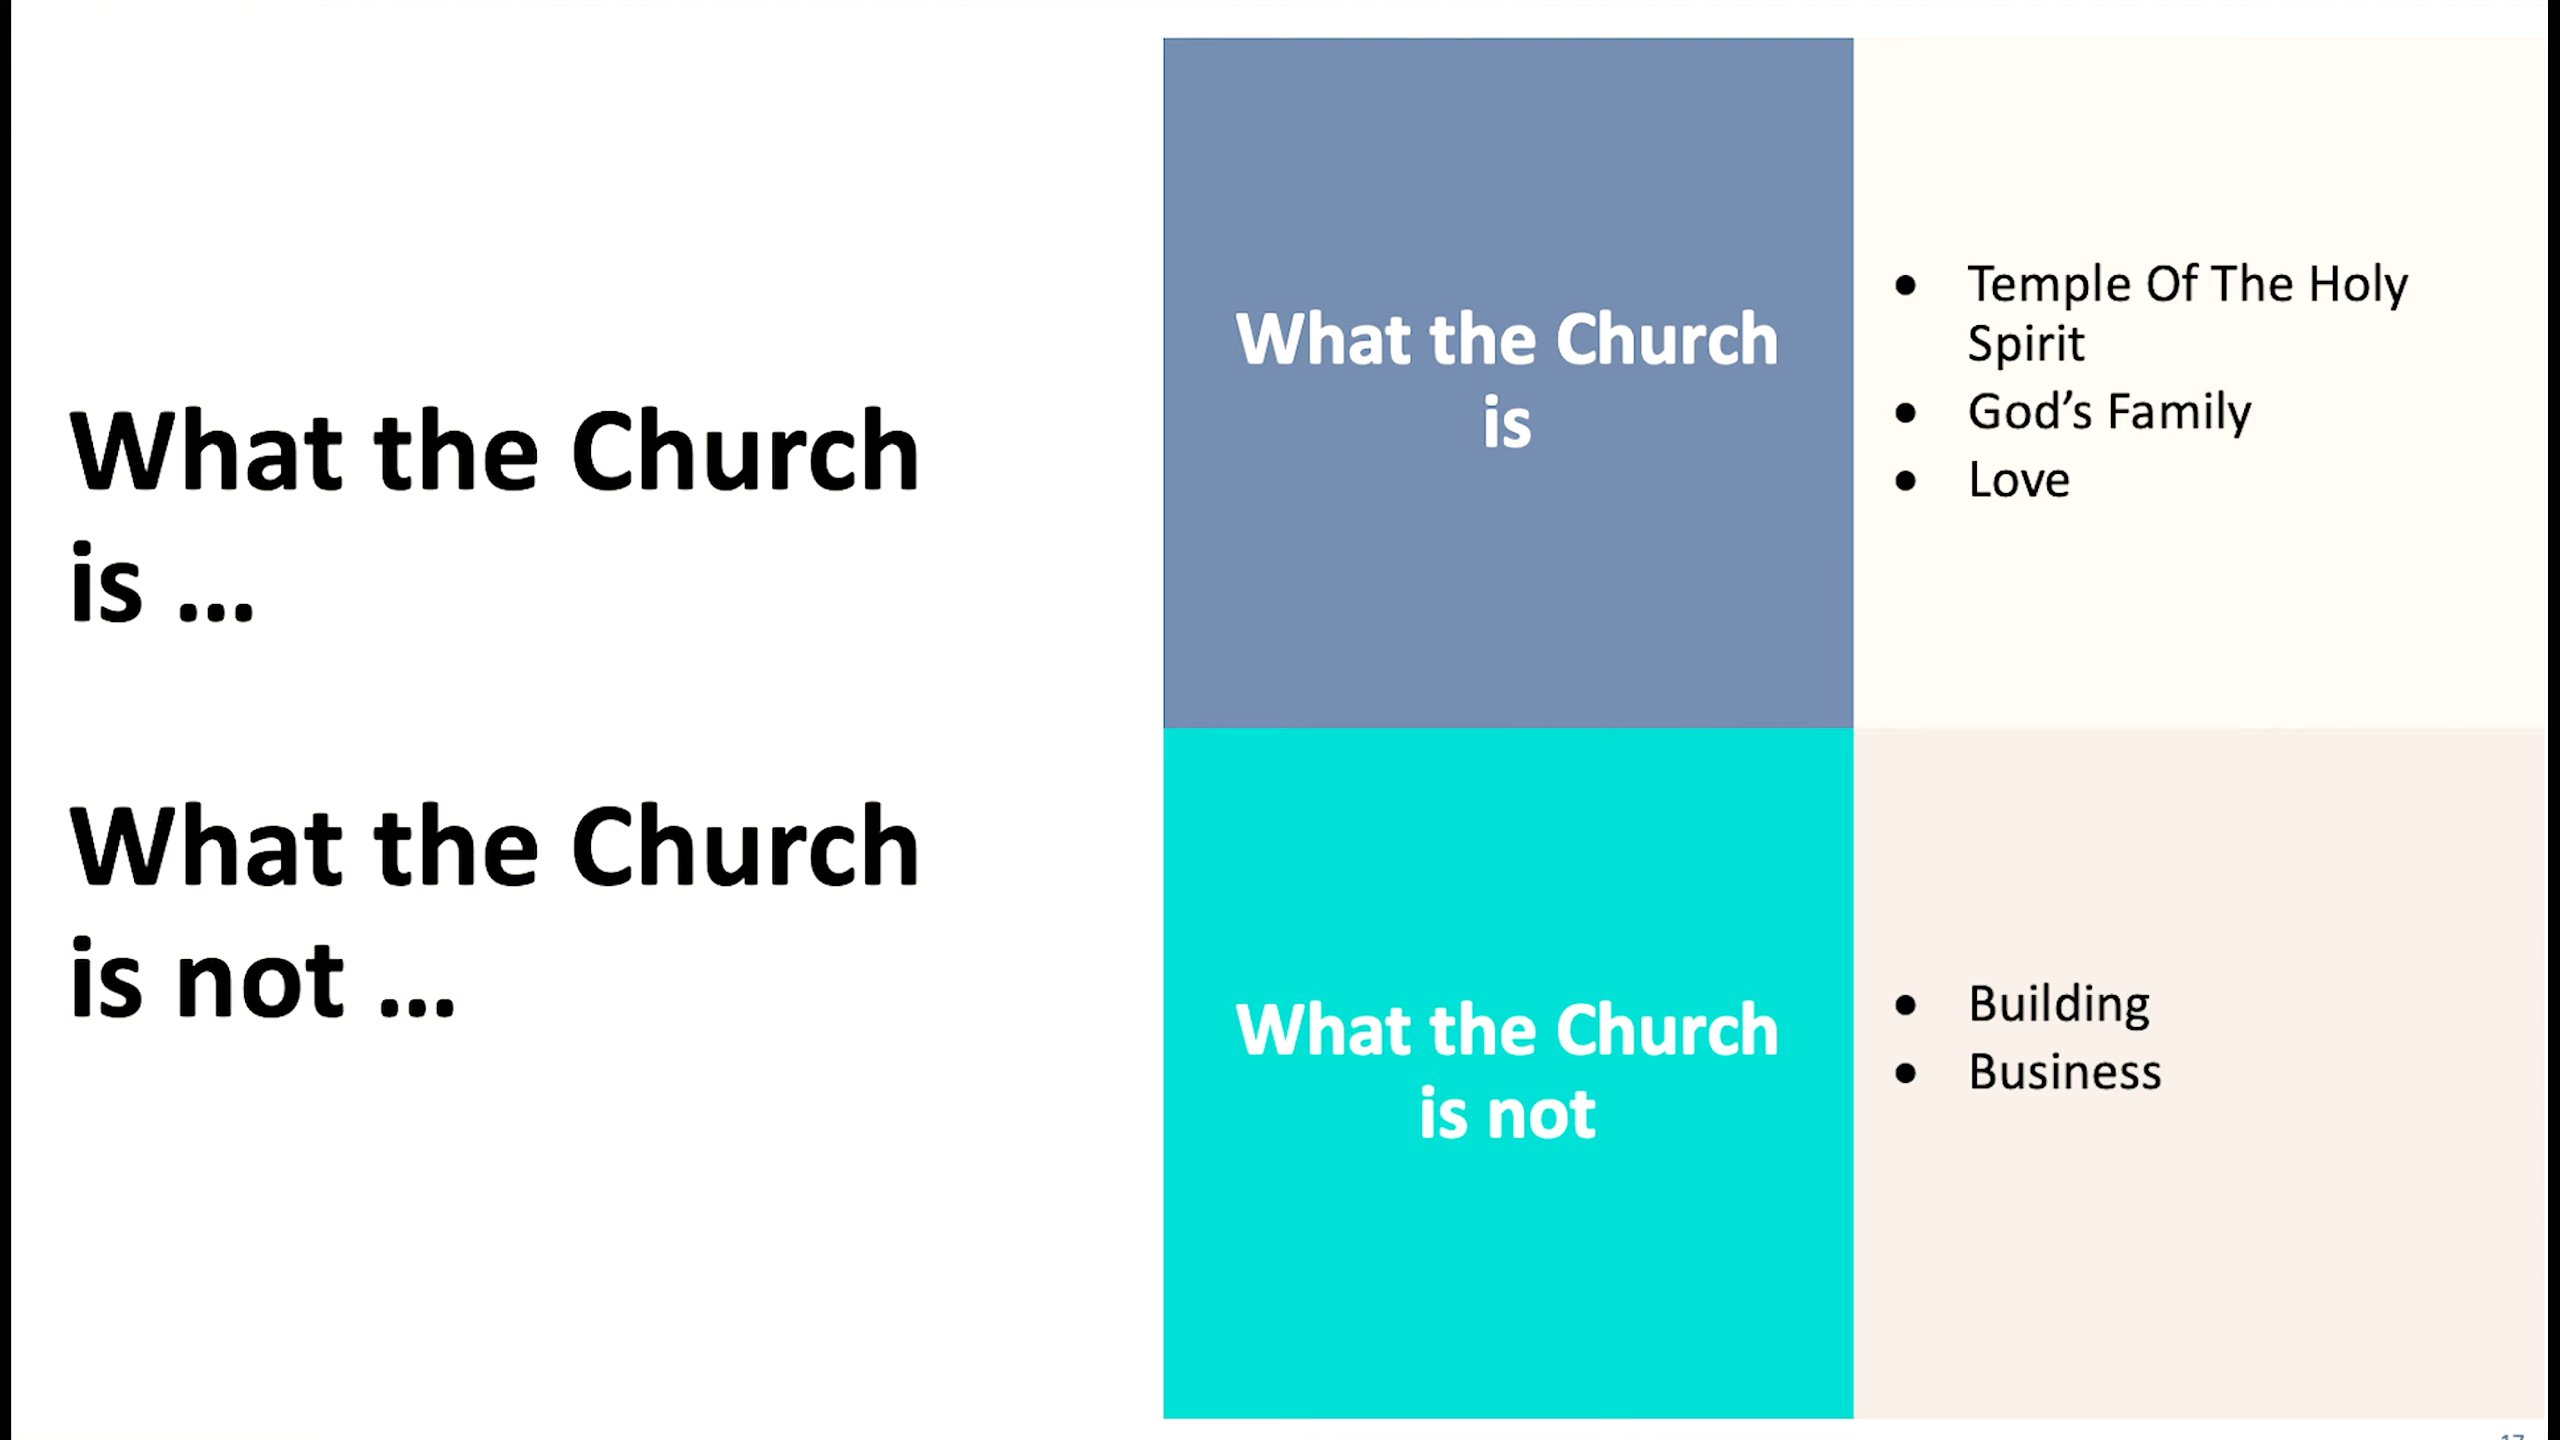 What the Church
is ...
What the Church
is not ...
What the Church
is
• Temple Of The Holy
Spirit
• God’s Family
• Love
What the Church
is not
• Building
• Business